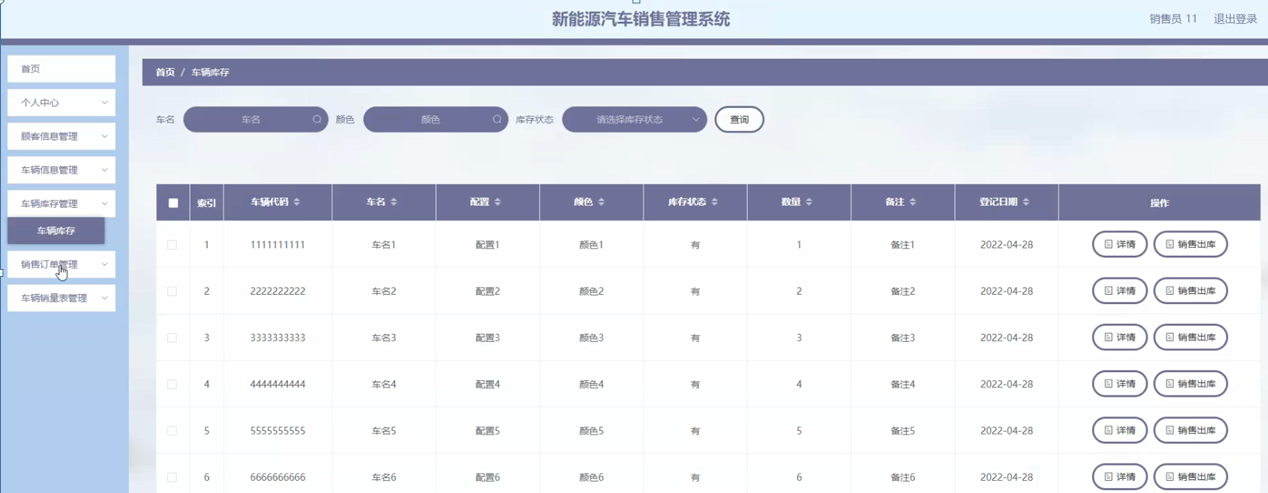 新能源汽车销售管理系统
销售员 11 退出登录
首页
个人中心
顾客信息管理
车辆信息管理
车辆库存管理
车辆库存
销售订单管理
车辆销量表管理
首页 / 车辆库存
车名 车名 颜色 颜色 库存状态 请选择库存状态 查询
索引 车辆代码 车名 配置 颜色 库存状态 数量 备注 登记日期 操作
1 1111111111 车名1 配置1 颜色1 有 1 备注1 2022-04-28 详情 销售出库
2 2222222222 车名2 配置2 颜色2 有 2 备注2 2022-04-28 详情 销售出库
3 3333333333 车名3 配置3 颜色3 有 3 备注3 2022-04-28 详情 销售出库
4 4444444444 车名4 配置4 颜色4 有 4 备注4 2022-04-28 详情 销售出库
5 5555555555 车名5 配置5 颜色5 有 5 备注5 2022-04-28 详情 销售出库
6 6666666666 车名6 配置6 颜色6 有 6 备注6 2022-04-28 详情 销售出库